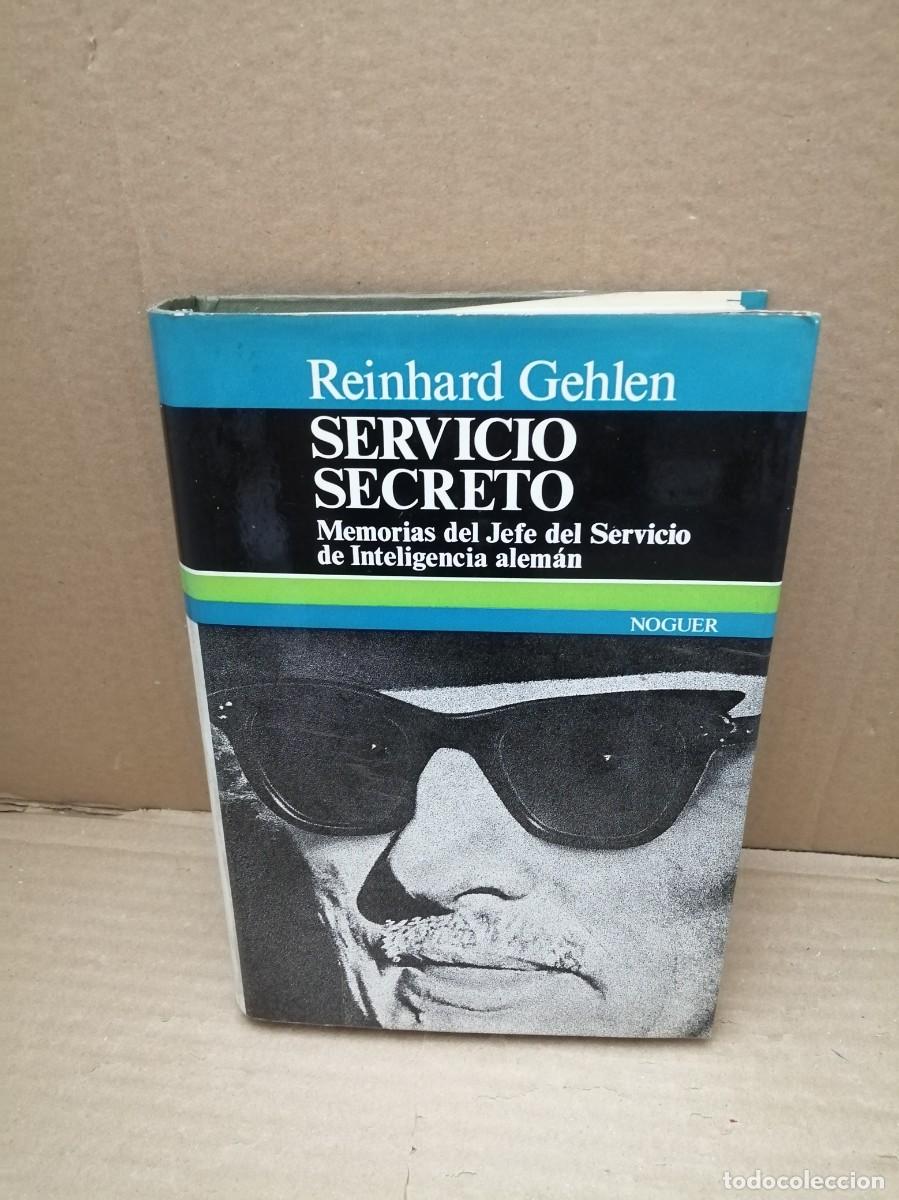 Reinhard Gehlen
SERVICIO
SECRETO
Memorias del Jefe del Servicio
de Inteligencia alemán
NOGUER
todocoleccion